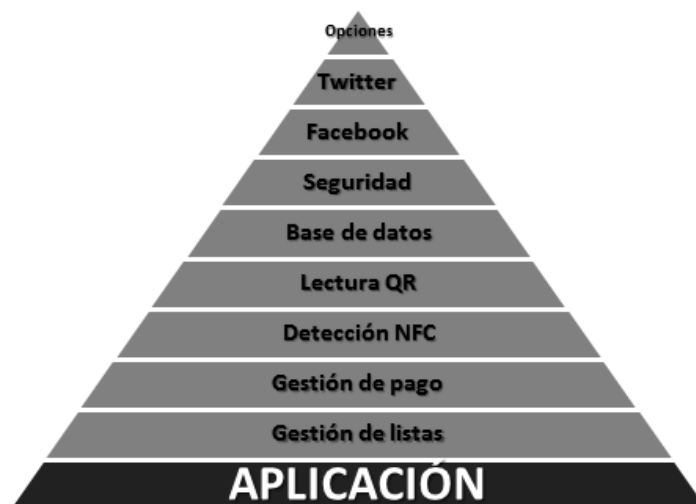 Opciones
Twitter
Facebook
Seguridad
Base de datos
Lectura QR
Detección NFC
Gestión de pago
Gestión de listas
APLICACIÓN